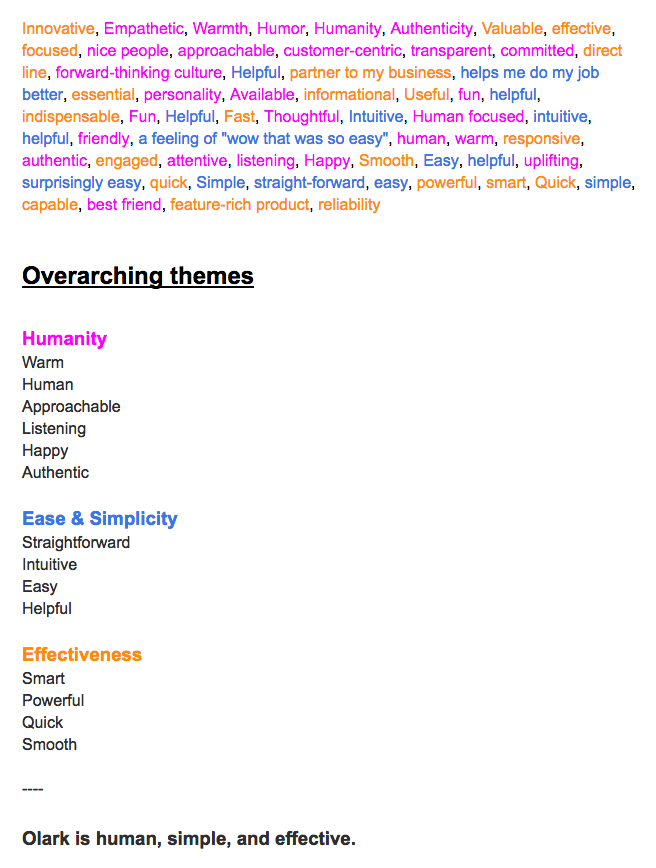 Innovative, Empathetic, Warmth, Humor, Humanity, Authenticity, Valuable, effective,
focused, nice people, approachable, customer-centric, transparent, committed, direct
line, forward-thinking culture, Helpful, partner to my business, helps me do my job
better, essential, personality, Available, informational, Useful, fun, helpful,
indispensable, Fun, Helpful, Fast, Thoughtful, Intuitive, Human focused, intuitive,
helpful, friendly, a feeling of "wow that was so easy", human, warm, responsive,
authentic, engaged, attentive, listening, Happy, Smooth, Easy, helpful, uplifting,
surprisingly easy, quick, Simple, straight-forward, easy, powerful, smart, Quick, simple,
capable, best friend, feature-rich product, reliability
Overarching themes
Humanity
Warm
Human
Approachable
Listening
Happy
Authentic
Ease & Simplicity
Straightforward
Intuitive
Easy
Helpful
Effectiveness
Smart
Powerful
Quick
Smooth
----
Olark is human, simple, and effective.